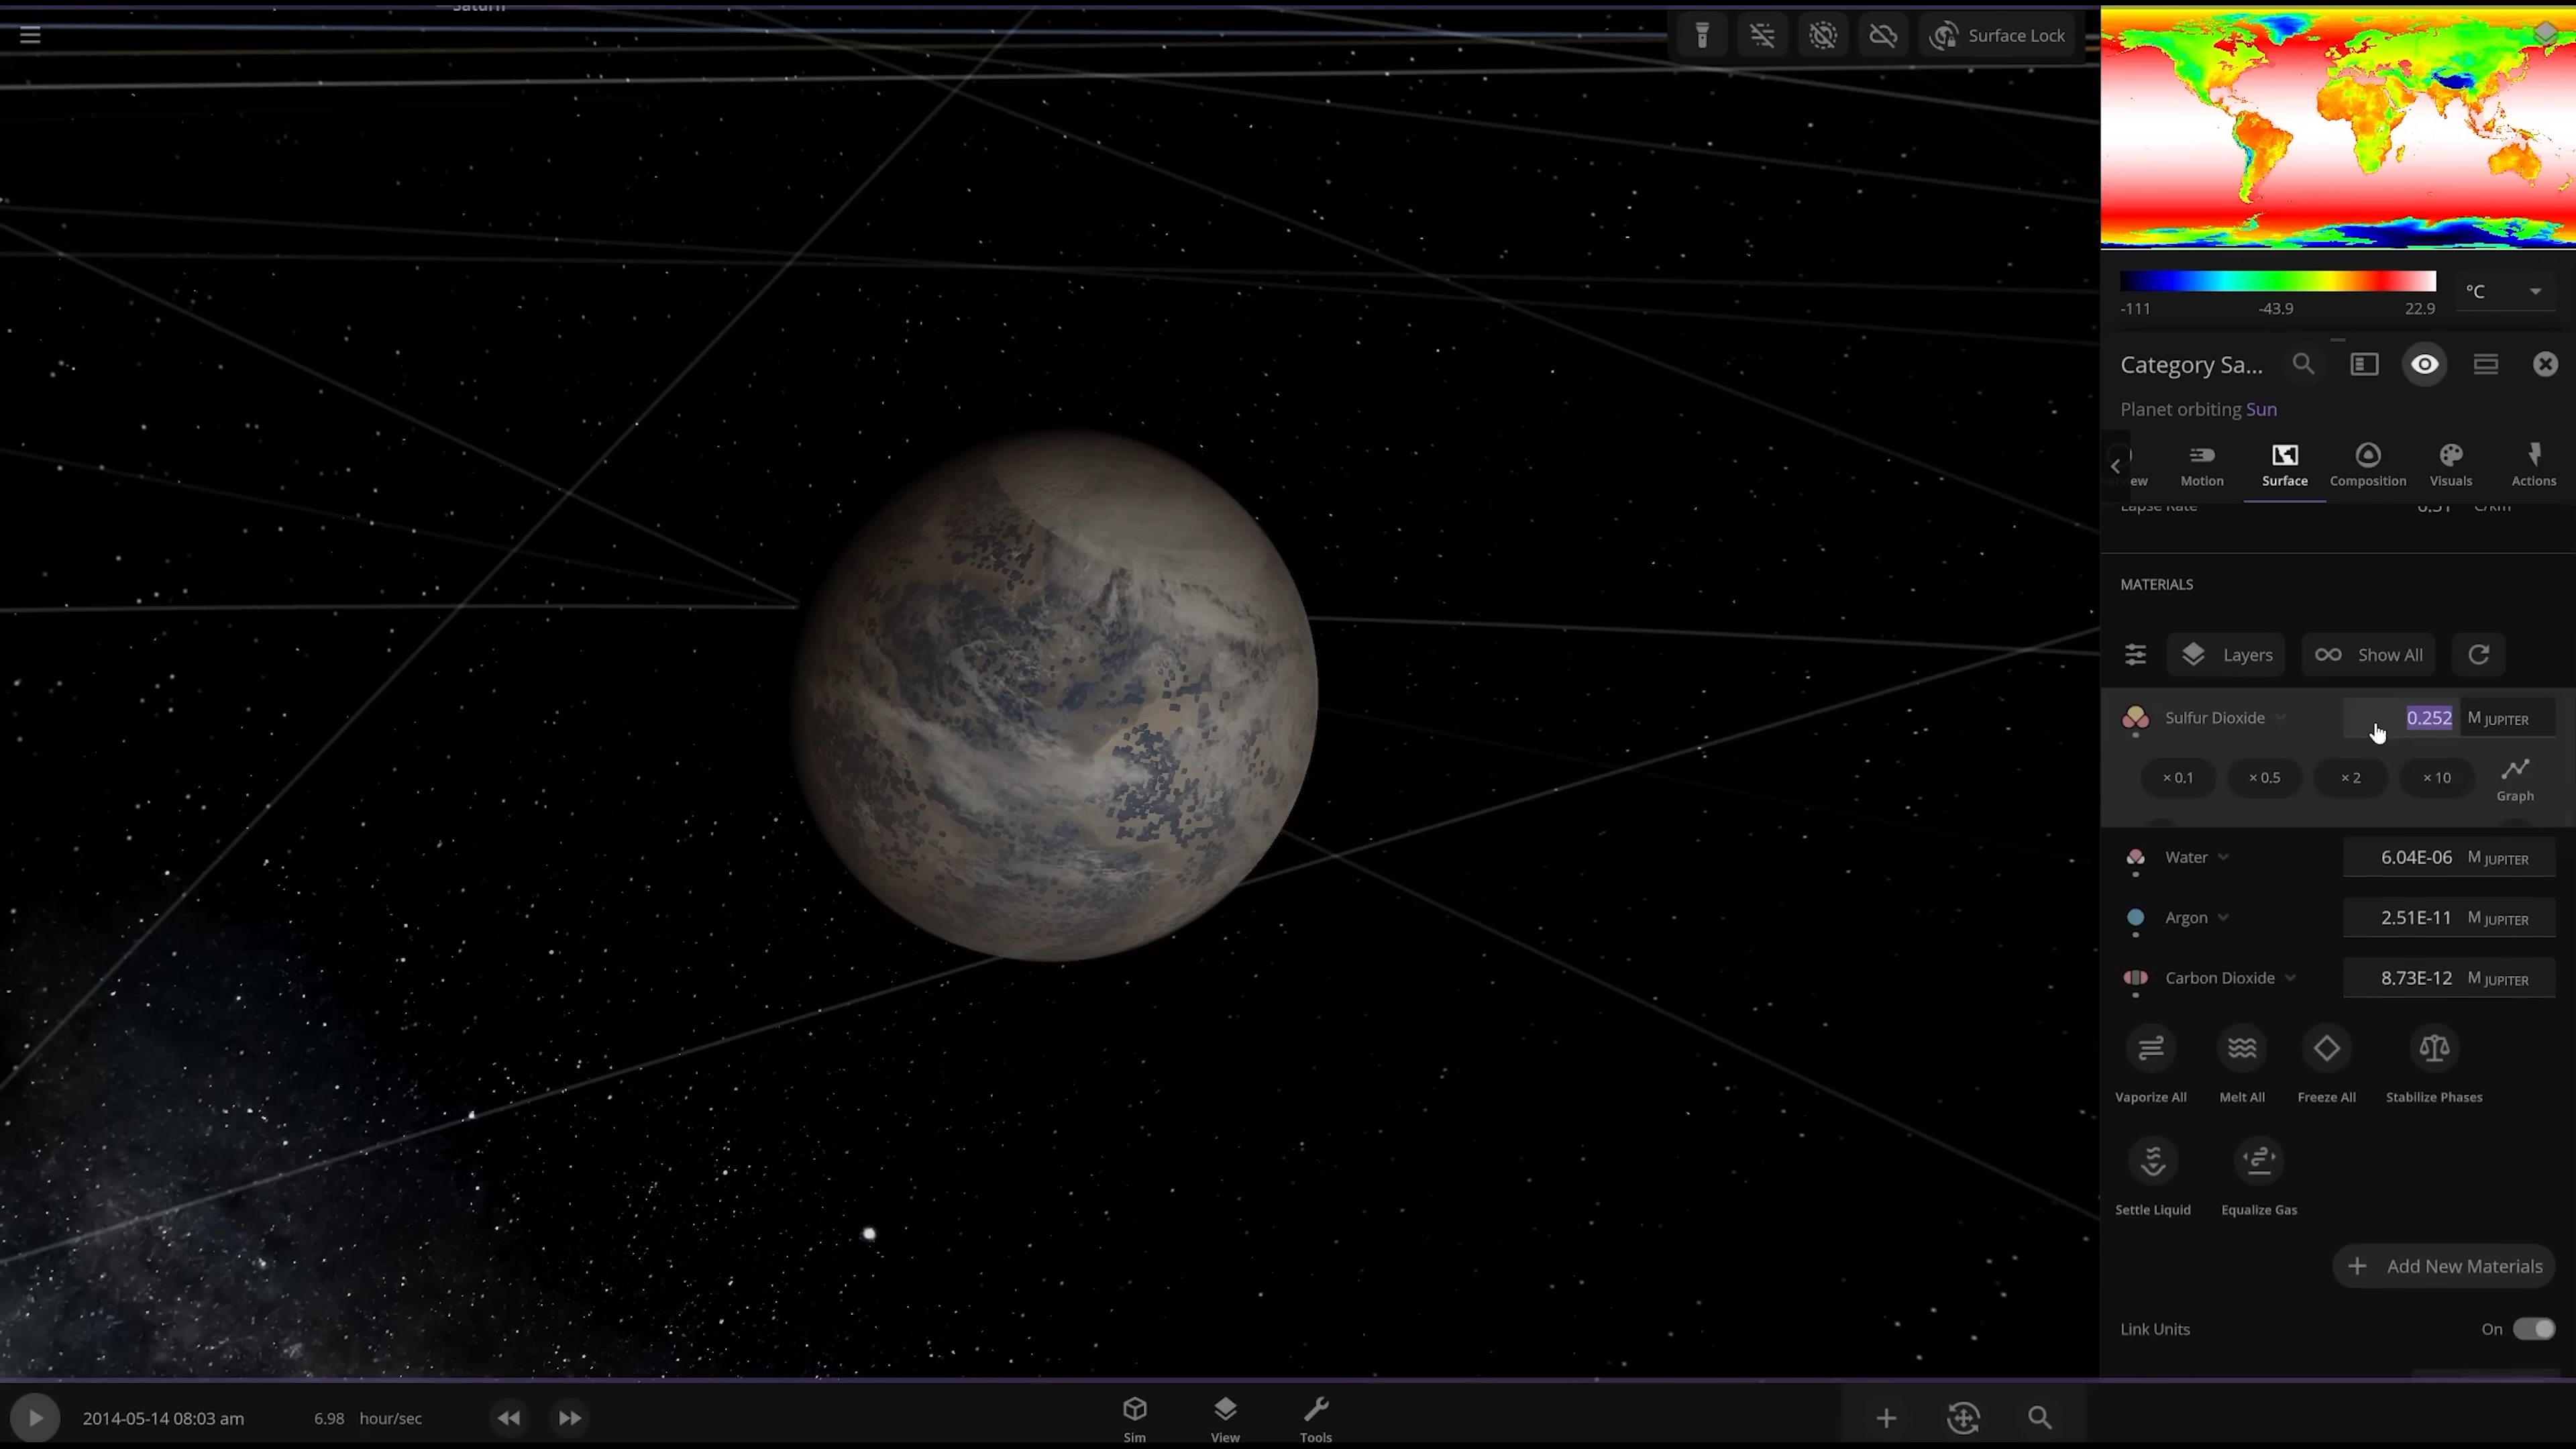 Saturn
Surface Lock
°C
-111 -43.9 22.9
Category Sa...
Planet orbiting Sun
Motion Surface Composition Visuals Actions
Lapse Rate
MATERIALS
Layers Show All
Sulfur Dioxide 0.252 M JUPITER
× 0.1 × 0.5 × 2 × 10 Graph
Water 6.04E-06 M JUPITER
Argon 2.51E-11 M JUPITER
Carbon Dioxide 8.73E-12 M JUPITER
Vaporize All Melt All Freeze All Stabilize Phases
Settle Liquid Equalize Gas
Add New Materials
Link Units On
2014-05-14 08:03 am 6.98 hour/sec
Sim View Tools